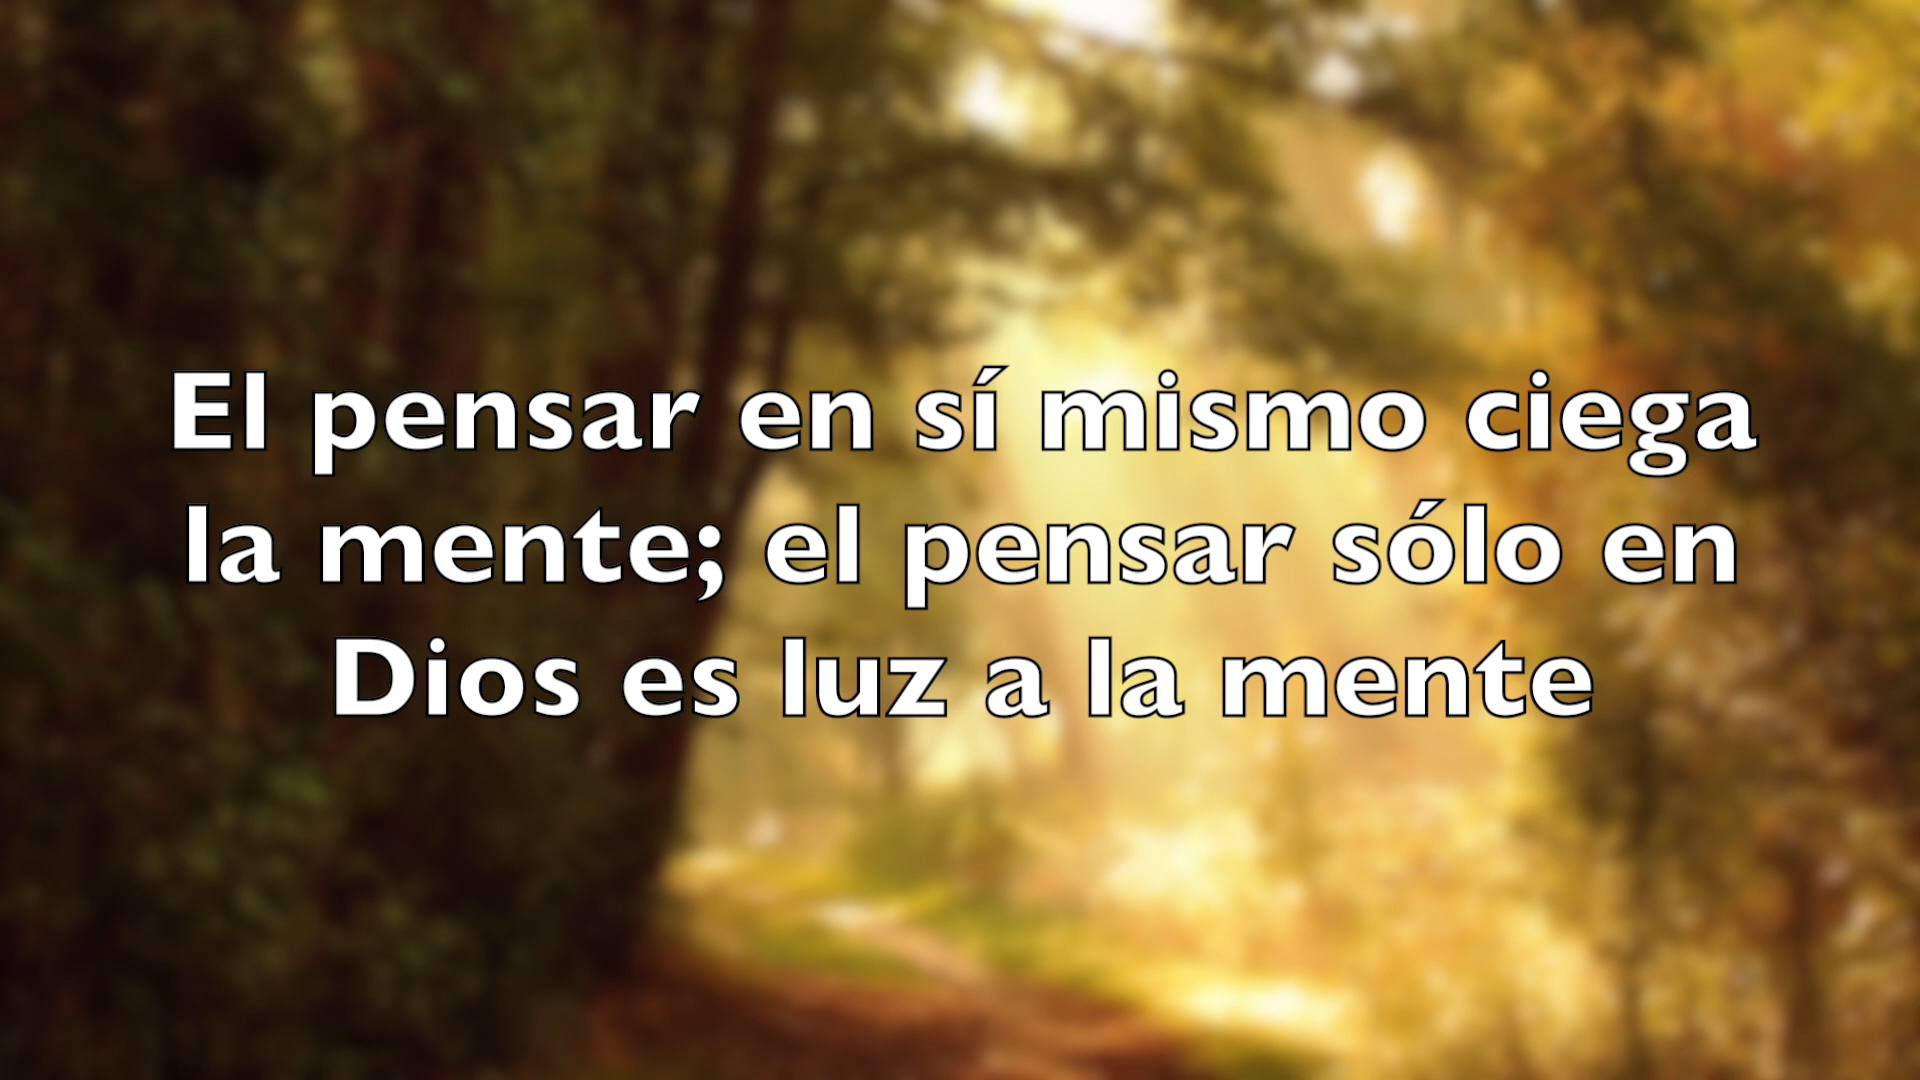 El pensar en sí mismo ciega
la mente; el pensar sólo en
Dios es luz a la mente